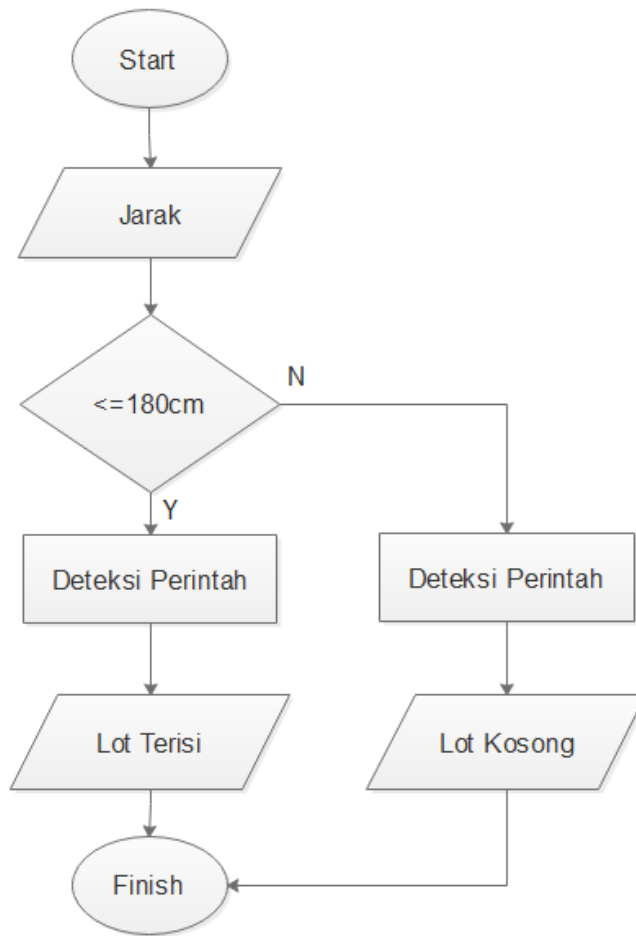 Start
Jarak
<=180cm
N
Y
Deteksi Perintah
Deteksi Perintah
Lot Terisi
Lot Kosong
Finish